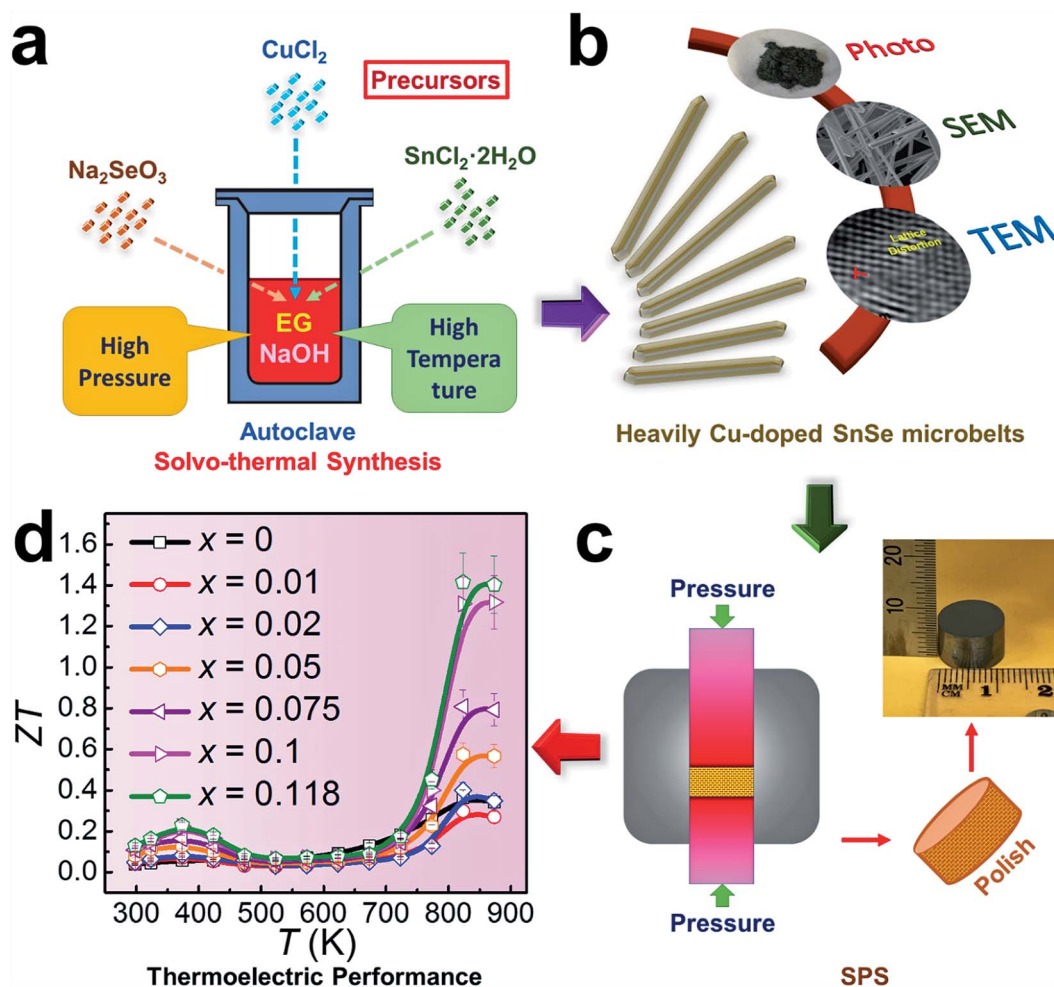 a
CuCl₂
Precursors
Na₂SeO₃
SnCl₂·2H₂O
EG
NaOH
High
Pressure
High
Tempera
ture
Autoclave
Solvo-thermal Synthesis
b
Photo
SEM
TEM
Lattice
Distortion
Heavily Cu-doped SnSe microbelts
c
Pressure
Pressure
20
10
MM
CM
1
2
Polish
SPS
d
x = 0
x = 0.01
x = 0.02
x = 0.05
x = 0.075
x = 0.1
x = 0.118
ZT
1.6
1.4
1.2
1.0
0.8
0.6
0.4
0.2
0.0
300 400 500 600 700 800 900
T (K)
Thermoelectric Performance